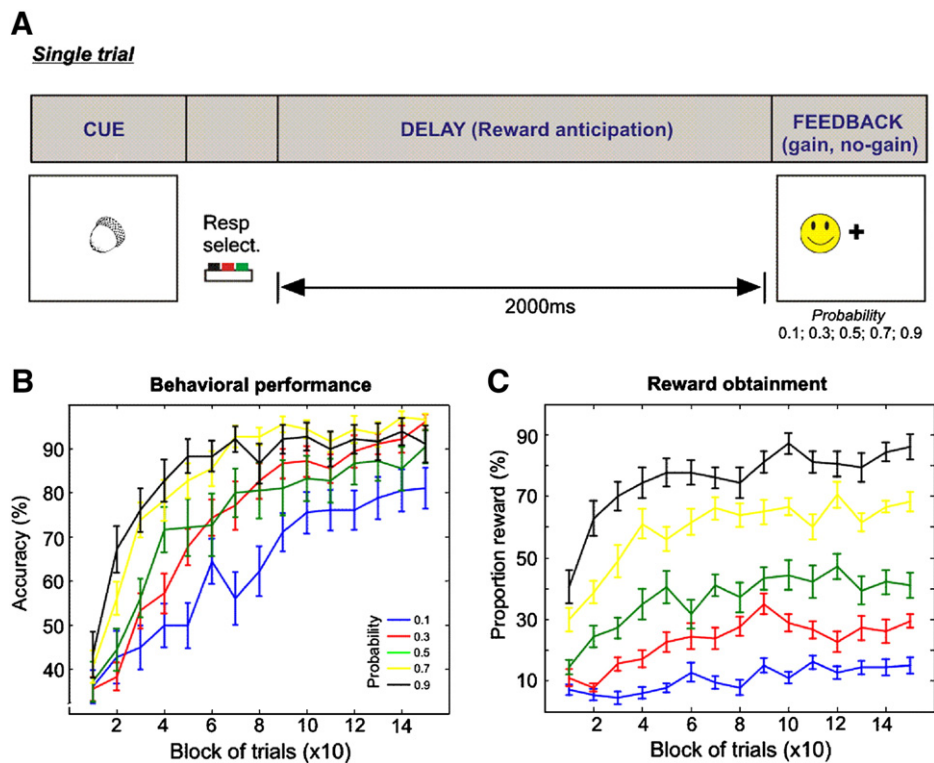 A
Single trial
CUE
DELAY (Reward anticipation)
FEEDBACK
(gain, no-gain)
Resp
select.
+
2000ms
Probability
0.1; 0.3; 0.5; 0.7; 0.9
B
Behavioral performance
Accuracy (%)
90
80
70
60
50
40
2 4 6 8 10 12 14
Block of trials (x10)
Probability
0.1
0.3
0.5
0.7
0.9
C
Reward obtainment
Proportion reward (%)
90
70
50
30
10
2 4 6 8 10 12 14
Block of trials (x10)